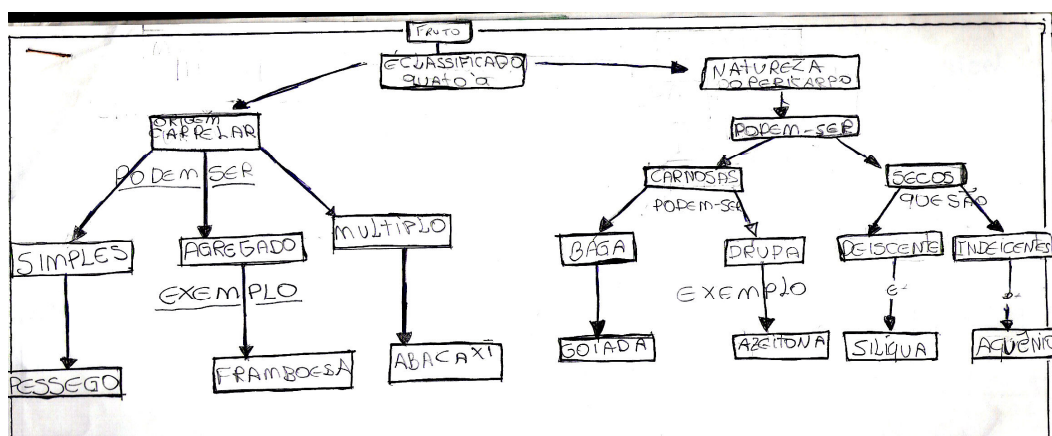 FRUTO
É CLASSIFICADO
QUATO Á
NATUREZA
DO PERICARPO
ORIGEM
CARPELAR
PODEM-SER
PODEM SER
CARNOSAS
SECOS
PODEM-SER
QUE SÃO
SIMPLES
AGREGADO
MULTIPLO
BAGA
DRUPA
DEISCENTE
INDEICENTES
EXEMPLO
EXEMPLO
É
É
PESSEGO
FRAMBOESA
ABACAXI
GOIADA
AZEITONA
SILIQUA
AQUÊNIO